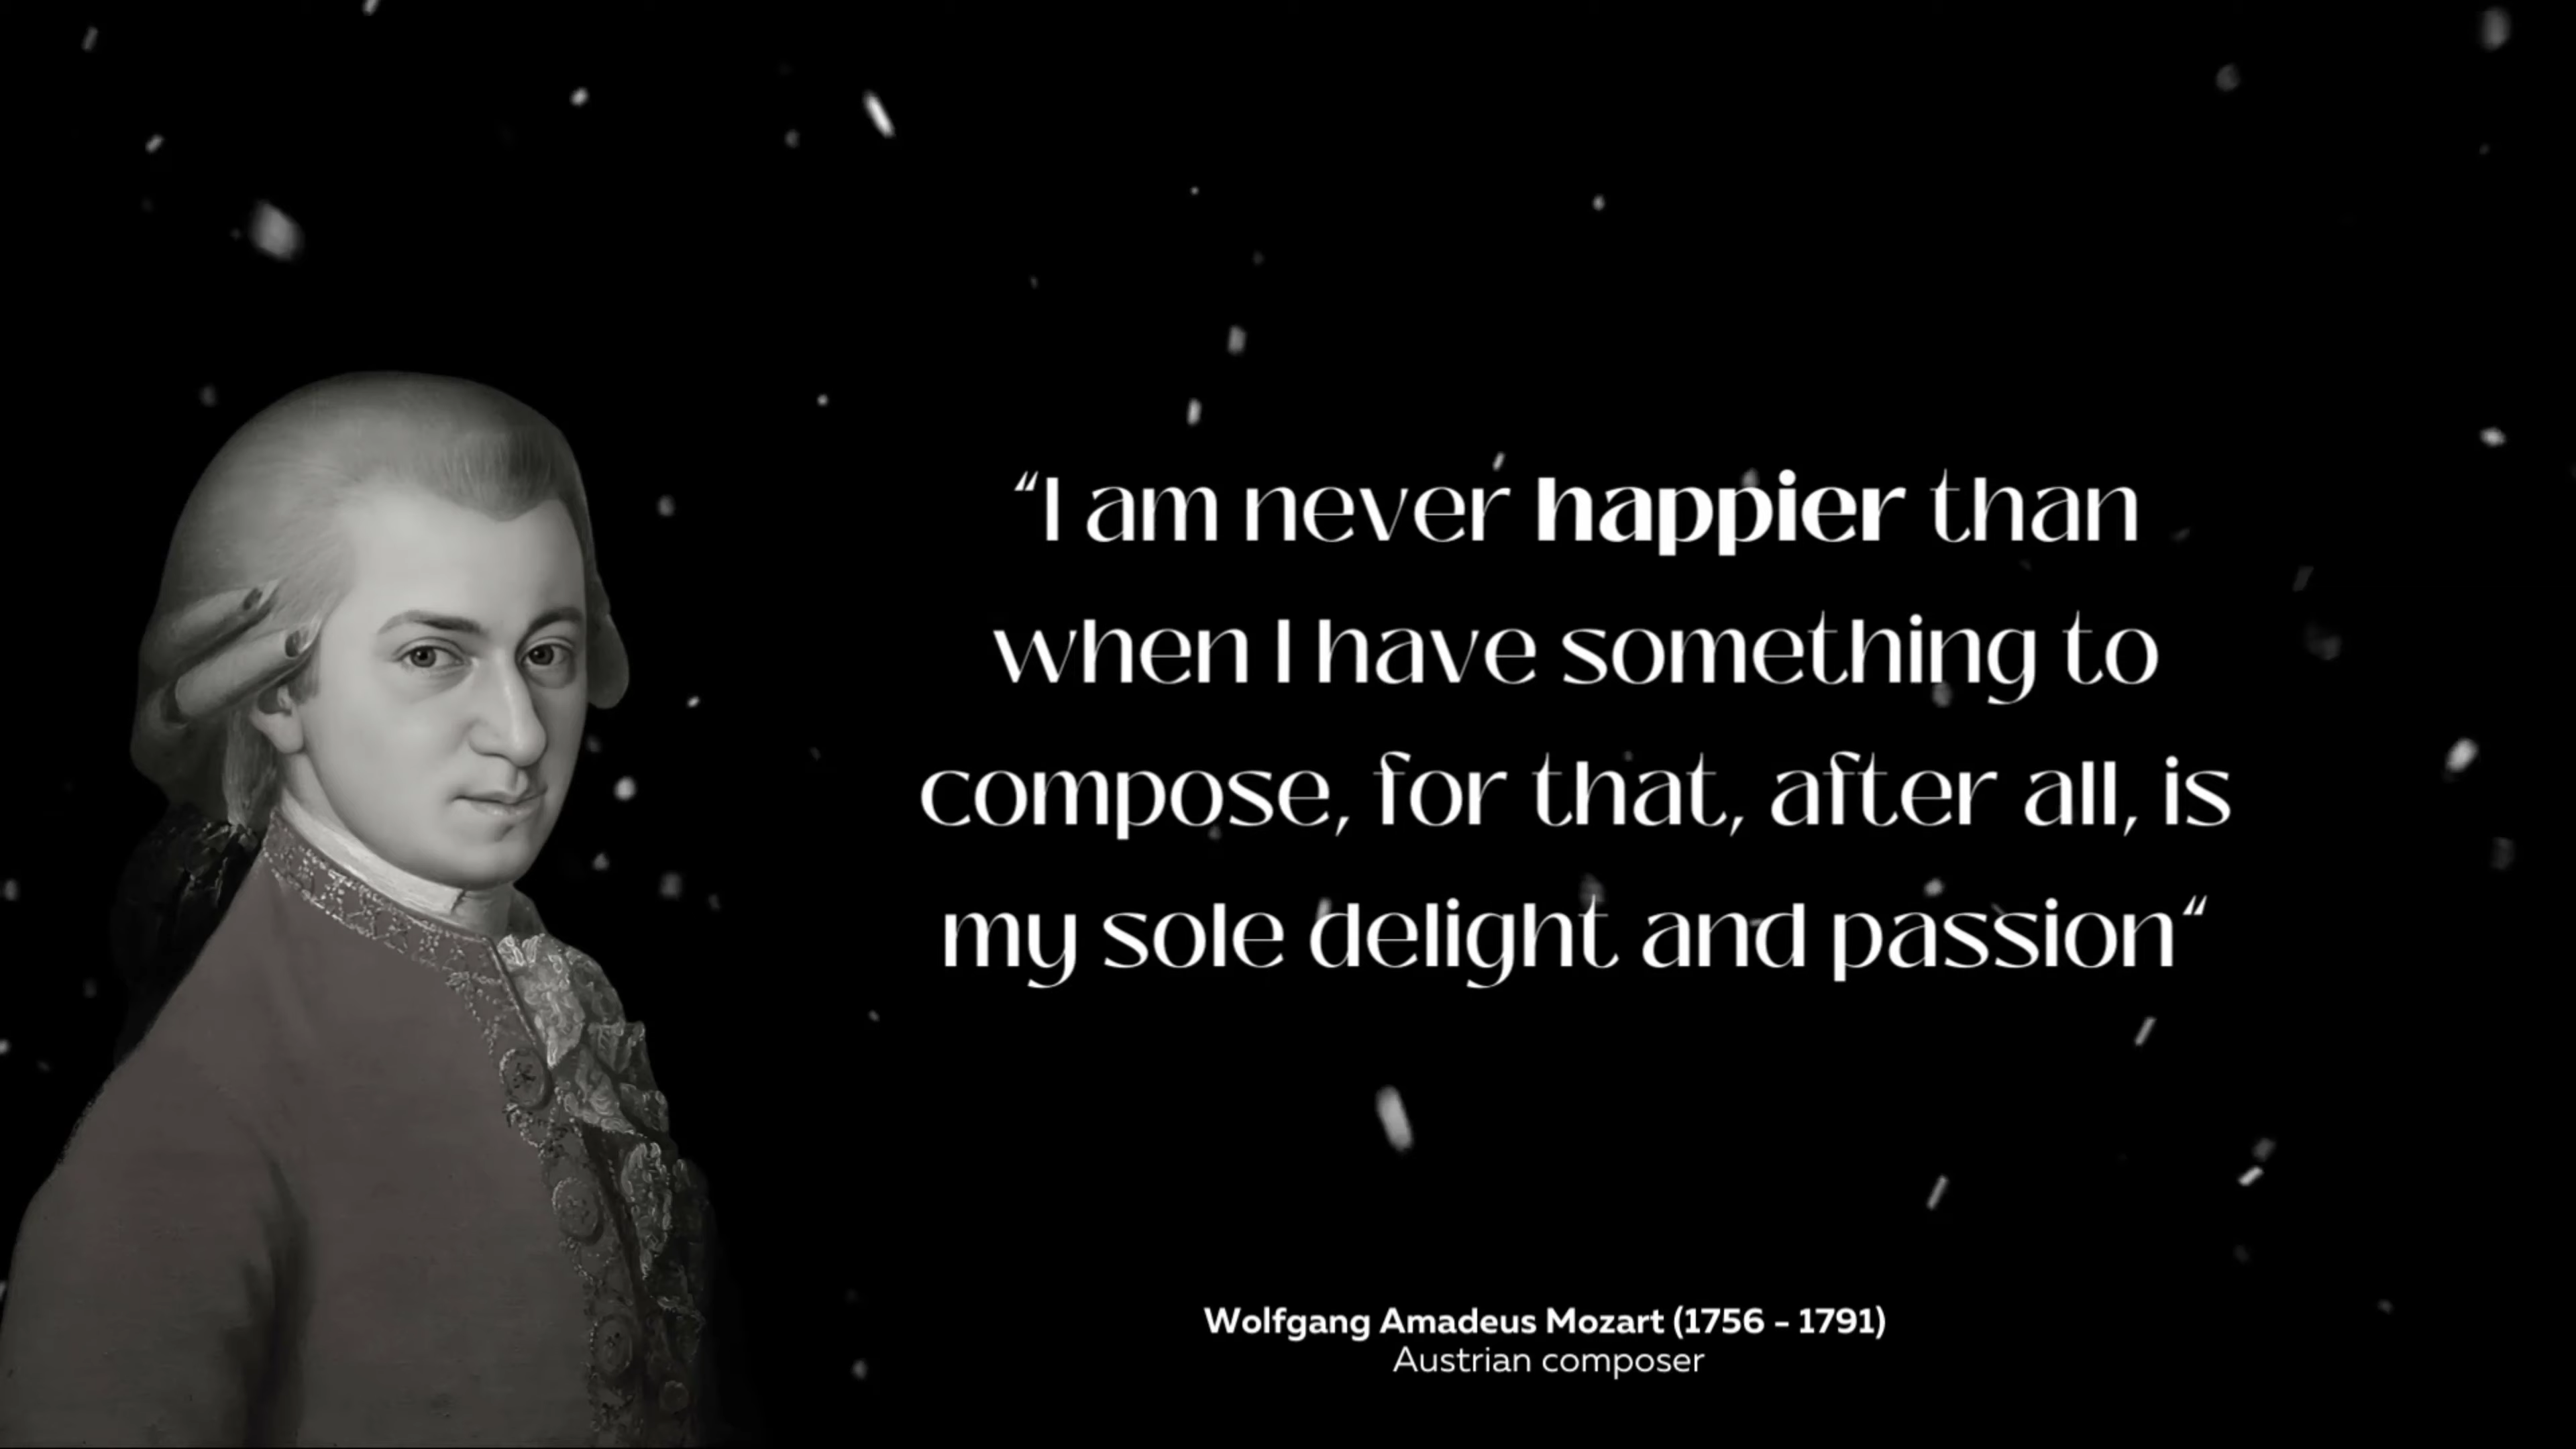 “I am never happier than
when I have something to
compose, for that, after all, is
my sole delight and passion“
Wolfgang Amadeus Mozart (1756 - 1791)
Austrian composer